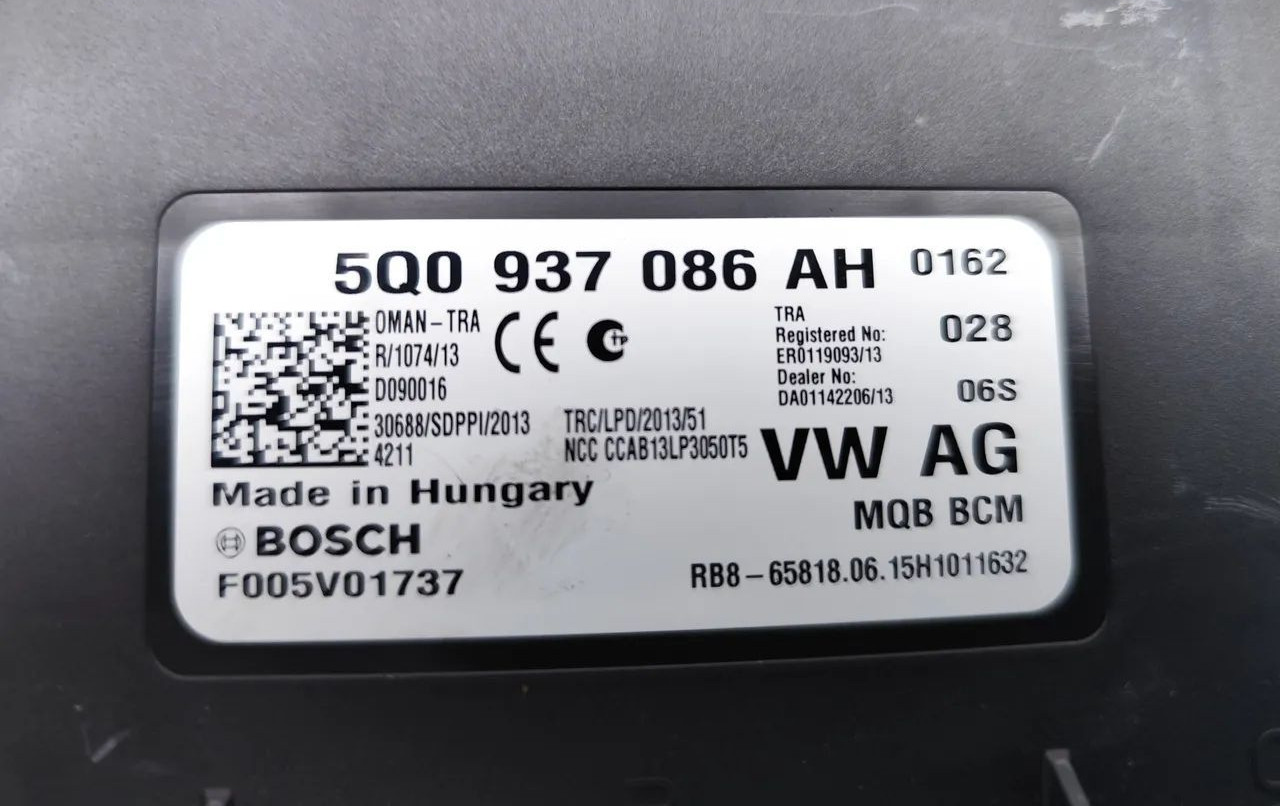 5Q0 937 086 AH 0162
OMAN-TRA
R/1074/13
D090016
30688/SDPPI/2013
4211
CE
TP
TRC/LPD/2013/51
NCC CCAB13LP3050T5
TRA
Registered No:
ER0119093/13
Dealer No:
DA01142206/13
028
06S
VW AG
MQB BCM
Made in Hungary
BOSCH
F005V01737
RB8-65818.06.15H1011632